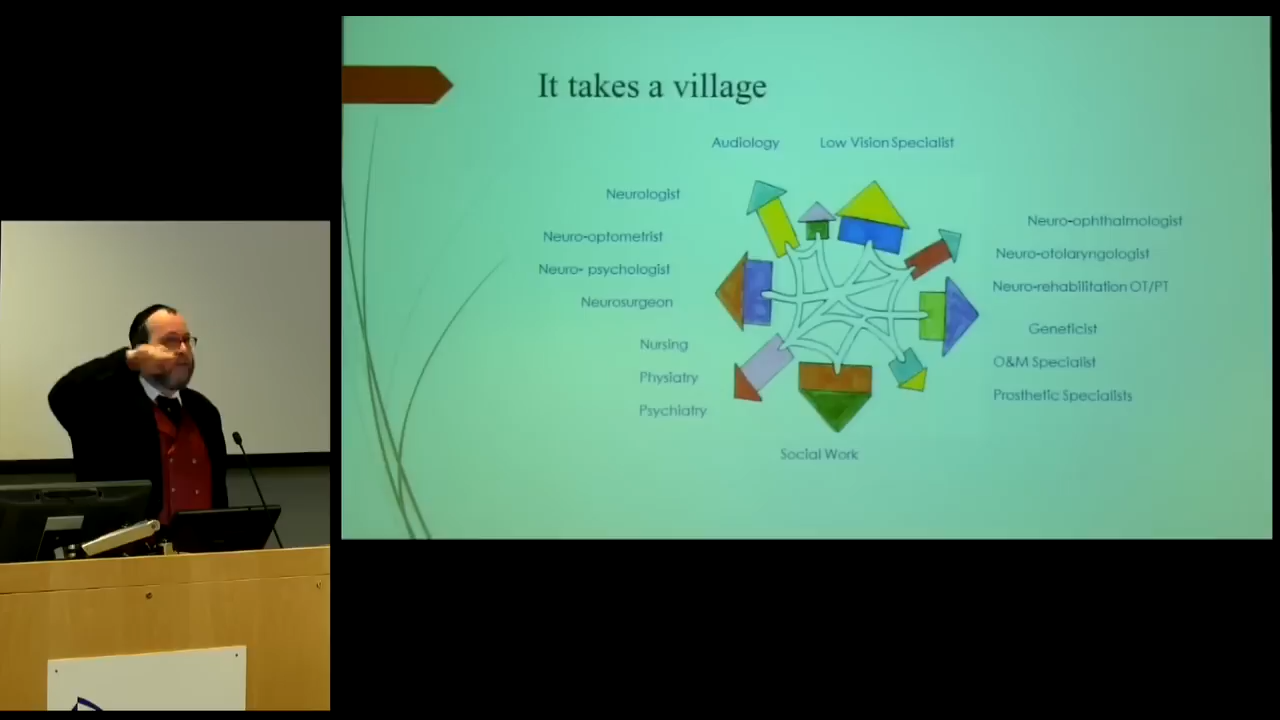 It takes a village
Audiology
Low Vision Specialist
Neurologist
Neuro-optometrist
Neuro- psychologist
Neurosurgeon
Nursing
Physiatry
Psychiatry
Social Work
Neuro-ophthalmologist
Neuro-otolaryngologist
Neuro-rehabilitation OT/PT
Geneticist
O&M Specialist
Prosthetic Specialists